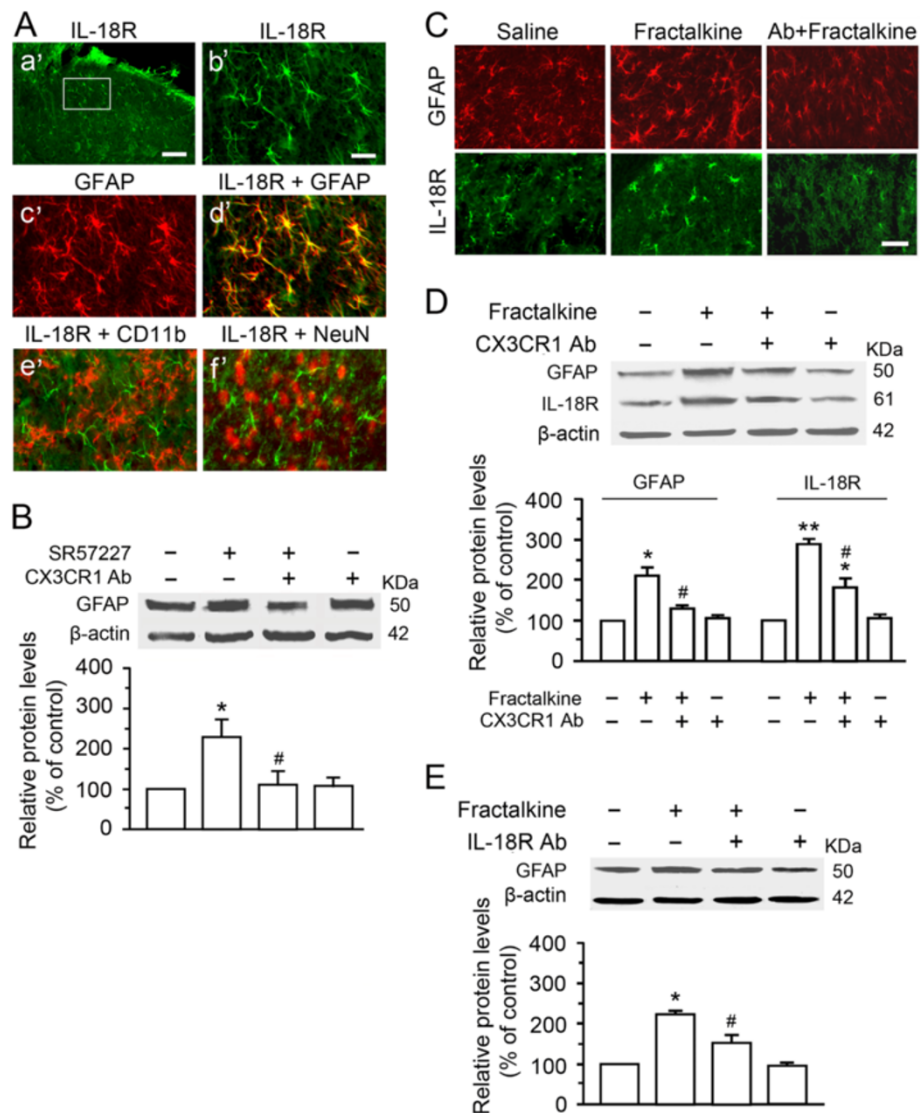 A
IL-18R
IL-18R
a'
b'
GFAP
IL-18R + GFAP
c'
d'
IL-18R + CD11b
IL-18R + NeuN
e'
f'
B
SR57227 – + + –
CX3CR1 Ab – – + + KDa
GFAP 50
β-actin 42
Relative protein levels
(% of control)
400
300
200
100
0
*
#
C
Saline Fractalkine Ab+Fractalkine
GFAP
IL-18R
D
Fractalkine – + + –
CX3CR1 Ab – – + + KDa
GFAP 50
IL-18R 61
β-actin 42
GFAP IL-18R
Relative protein levels
(% of control)
400
300
200
100
0
*
#
**
#
*
Fractalkine – + + – – + + –
CX3CR1 Ab – – + + – – + +
E
Fractalkine – + + –
IL-18R Ab – – + + KDa
GFAP 50
β-actin 42
Relative protein levels
(% of control)
400
300
200
100
0
*
#